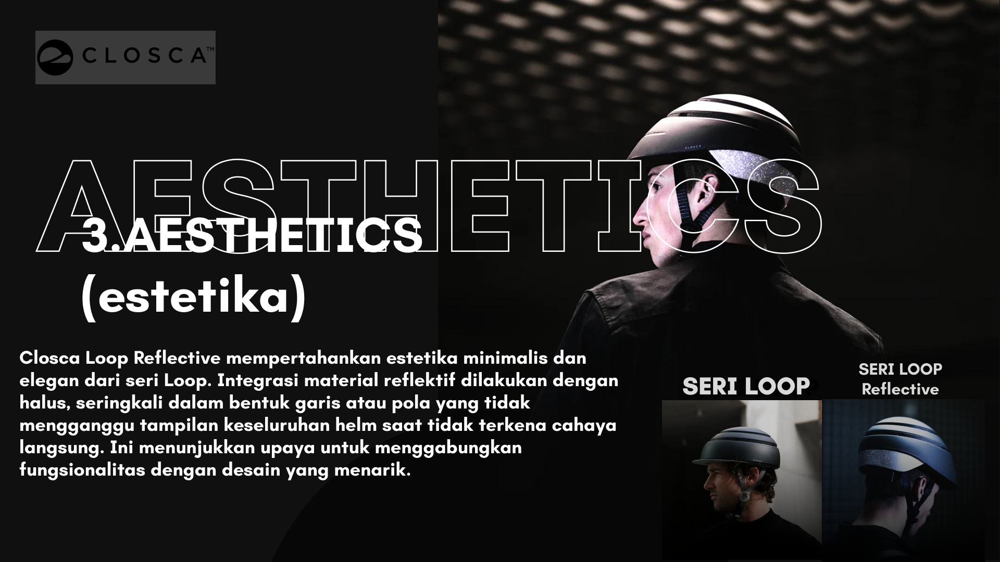 CLOSCA™
CLOSCA
AESTHETICS
3.AESTHETICS
(estetika)
Closca Loop Reflective mempertahankan estetika minimalis dan
elegan dari seri Loop. Integrasi material reflektif dilakukan dengan
halus, seringkali dalam bentuk garis atau pola yang tidak
mengganggu tampilan keseluruhan helm saat tidak terkena cahaya
langsung. Ini menunjukkan upaya untuk menggabungkan
fungsionalitas dengan desain yang menarik.
SERI LOOP
SERI LOOP
Reflective
CLOSCA